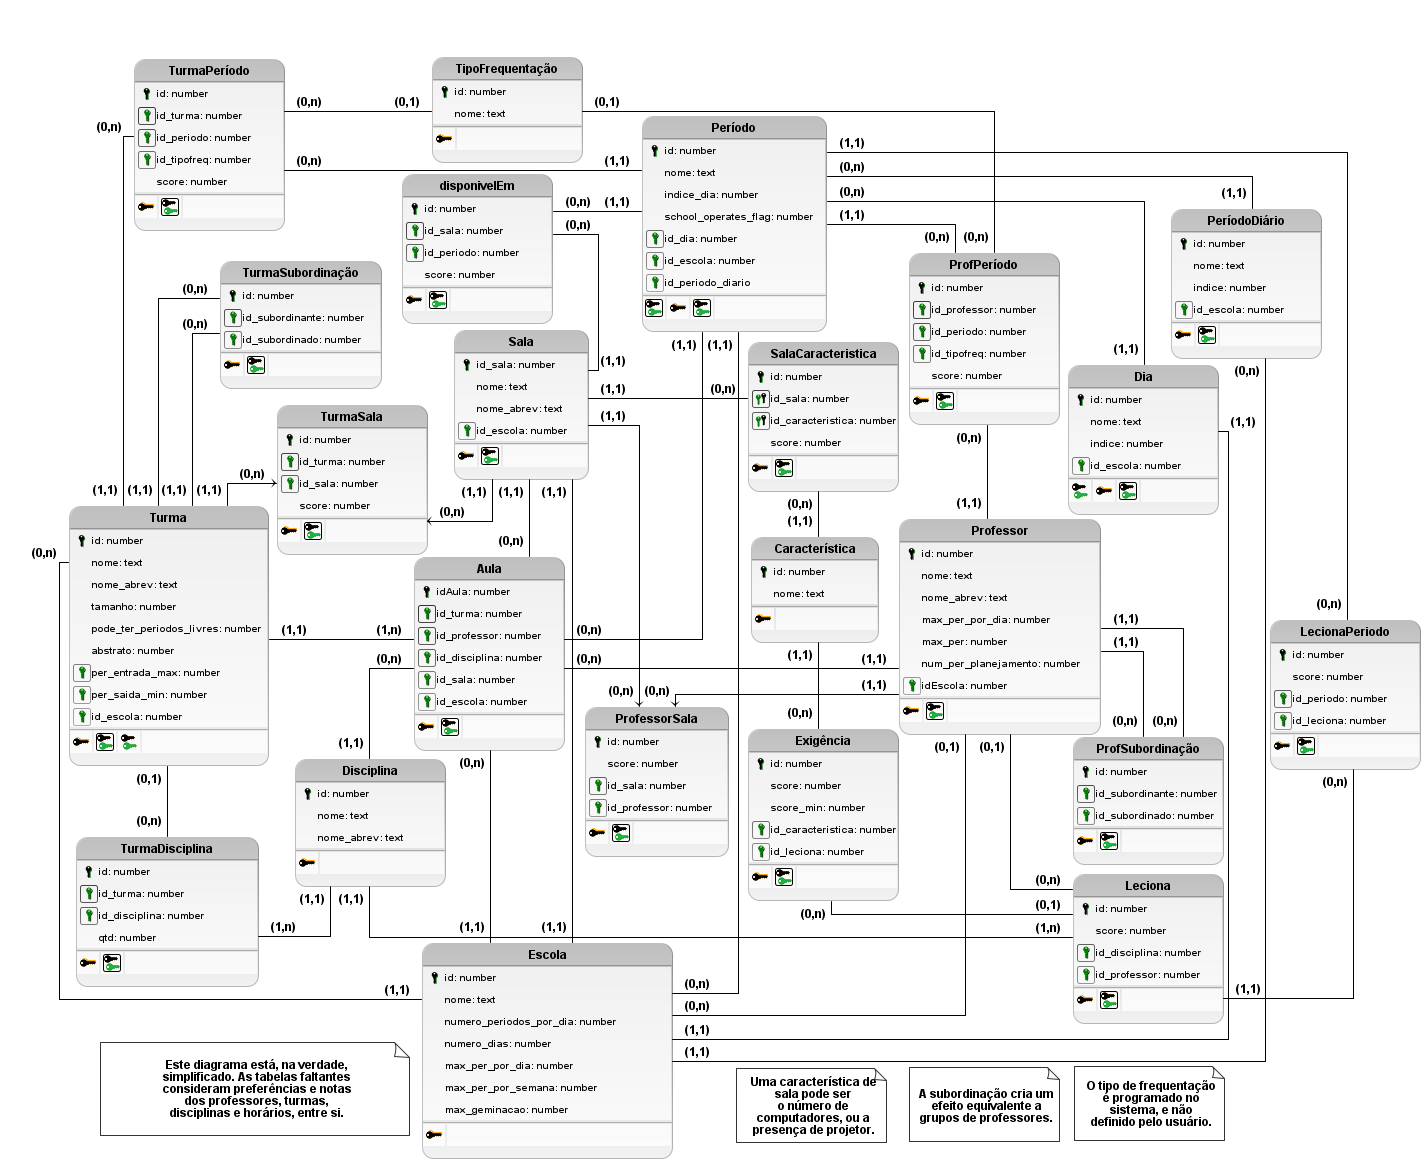 TurmaPeríodo
id: number
id_turma: number
id_periodo: number
id_tipofreq: number
score: number
(0,n)
(0,1)
(0,n)
(0,n)
(1,1)
TipoFrequentação
id: number
nome: text
(0,1)
Período
id: number
nome: text
indice_dia: number
school_operates_flag: number
id_dia: number
id_escola: number
id_periodo_diario
(1,1)
(0,n)
(0,n)
(1,1)
(1,1)
(1,1)
disponivelEm
id: number
id_sala: number
id_periodo: number
score: number
(0,n)
(1,1)
(0,n)
(1,1)
PeríodoDiário
id: number
nome: text
indice: number
id_escola: number
(1,1)
(0,n)
ProfPeríodo
id: number
id_professor: number
id_periodo: number
id_tipofreq: number
score: number
(0,n)
(0,n)
(0,n)
(1,1)
TurmaSubordinação
id: number
id_subordinante: number
id_subordinado: number
(0,n)
(0,n)
Sala
id_sala: number
nome: text
nome_abrev: text
id_escola: number
(1,1)
(0,n)
(1,1)
(1,1)
(1,1)
(1,1)
(0,n)
(0,n)
SalaCaracteristica
id: number
id_sala: number
id_caracteristica: number
score: number
(0,n)
(1,1)
Dia
id: number
nome: text
indice: number
id_escola: number
(1,1)
(1,1)
TurmaSala
id: number
id_turma: number
id_sala: number
score: number
(0,n)
(1,1)
(1,1)
(1,1)
(1,1)
Turma
id: number
nome: text
nome_abrev: text
tamanho: number
pode_ter_periodos_livres: number
abstrato: number
per_entrada_max: number
per_saida_min: number
id_escola: number
(0,n)
(1,1)
(1,n)
(0,1)
(0,n)
Aula
idAula: number
id_turma: number
id_professor: number
id_disciplina: number
id_sala: number
id_escola: number
(0,n)
(0,n)
(0,n)
(1,1)
(0,n)
(1,1)
(1,1)
Característica
id: number
nome: text
(1,1)
(0,n)
Professor
id: number
nome: text
nome_abrev: text
max_per_por_dia: number
max_per: number
num_per_planejamento: number
idEscola: number
(1,1)
(1,1)
(1,1)
(1,1)
(0,n)
(0,n)
(0,1)
(0,1)
LecionaPeriodo
id: number
score: number
id_periodo: number
id_leciona: number
(0,n)
(0,n)
(1,1)
ProfessorSala
id: number
score: number
id_sala: number
id_professor: number
(0,n)
(0,n)
Exigência
id: number
score: number
score_min: number
id_caracteristica: number
id_leciona: number
(0,n)
(0,1)
ProfSubordinação
id: number
id_subordinante: number
id_subordinado: number
Disciplina
id: number
nome: text
nome_abrev: text
(1,1)
(1,1)
(1,n)
(1,n)
TurmaDisciplina
id: number
id_turma: number
id_disciplina: number
qtd: number
Leciona
id: number
score: number
id_disciplina: number
id_professor: number
(0,n)
Escola
id: number
nome: text
numero_periodos_por_dia: number
numero_dias: number
max_per_por_dia: number
max_per_por_semana: number
max_geminacao: number
(1,1)
(0,n)
(0,n)
(1,1)
(1,1)
Este diagrama está, na verdade,
simplificado. As tabelas faltantes
consideram preferências e notas
dos professores, turmas,
disciplinas e horários, entre si.
Uma característica de
sala pode ser
o número de
computadores, ou a
presença de projetor.
A subordinação cria um
efeito equivalente a
grupos de professores.
O tipo de frequentação
é programado no
sistema, e não
definido pelo usuário.